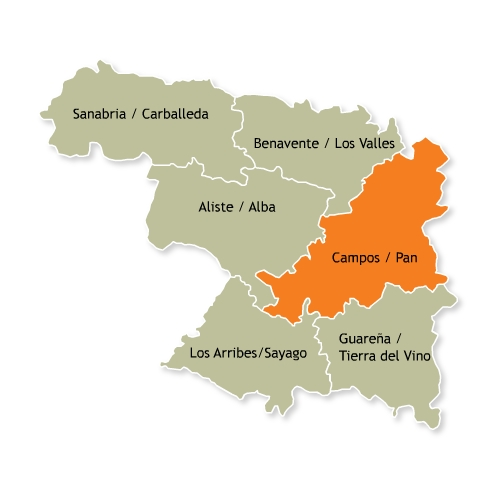 Sanabria / Carballeda
Benavente / Los Valles
Aliste / Alba
Campos / Pan
Guareña /
Tierra del Vino
Los Arribes/Sayago